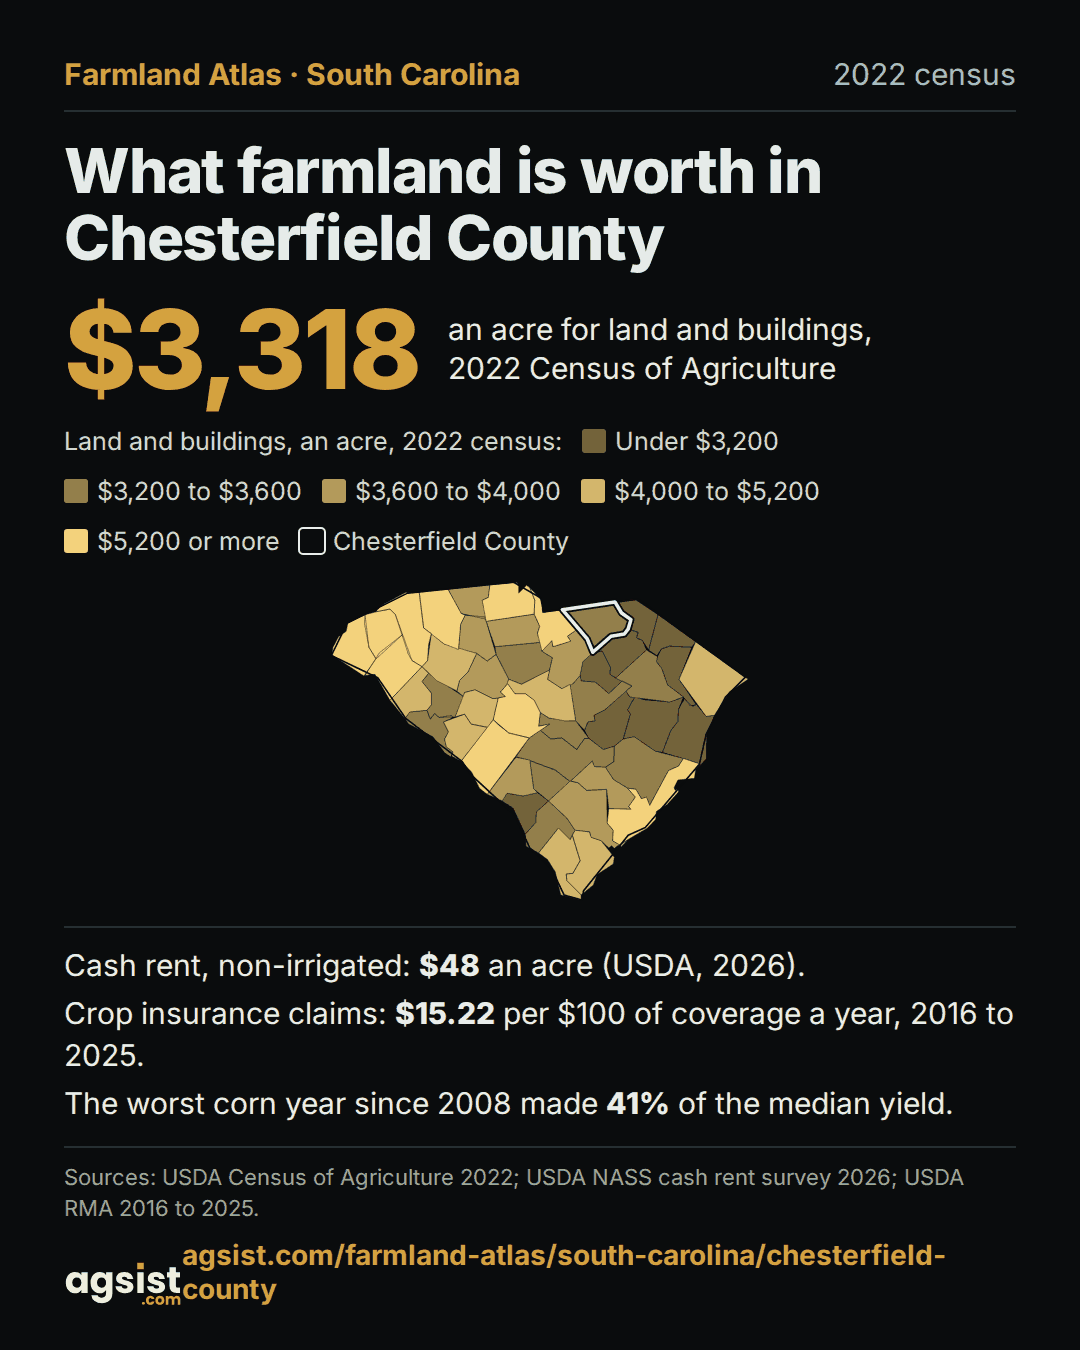 Farmland Atlas · South Carolina
2022 census
What farmland is worth in
Chesterfield County
$3,318
an acre for land and buildings,
2022 Census of Agriculture
Land and buildings, an acre, 2022 census:
Under $3,200
$3,200 to $3,600
$3,600 to $4,000
$4,000 to $5,200
$5,200 or more
Chesterfield County
Cash rent, non-irrigated: $48 an acre (USDA, 2026).
Crop insurance claims: $15.22 per $100 of coverage a year, 2016 to
2025.
The worst corn year since 2008 made 41% of the median yield.
Sources: USDA Census of Agriculture 2022; USDA NASS cash rent survey 2026; USDA
RMA 2016 to 2025.
agsist
.com
agsist.com/farmland-atlas/south-carolina/chesterfield-
county